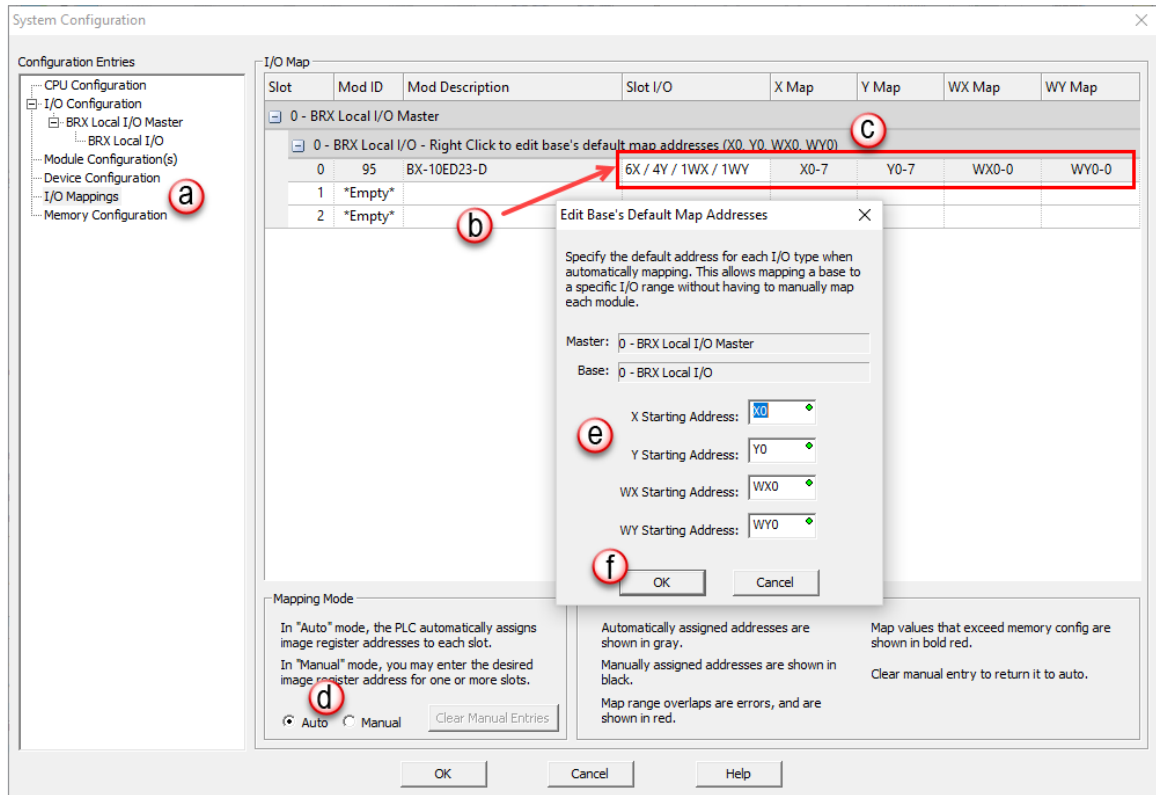 System Configuration
Configuration Entries
CPU Configuration
I/O Configuration
BRX Local I/O Master
BRX Local I/O
Module Configuration(s)
Device Configuration
I/O Mappings
Memory Configuration
a
I/O Map
Slot Mod ID Mod Description Slot I/O X Map Y Map WX Map WY Map
0 - BRX Local I/O Master
c
0 - BRX Local I/O - Right Click to edit base's default map addresses (X0, Y0, WX0, WY0)
0 95 BX-10ED23-D 6X / 4Y / 1WX / 1WY X0-7 Y0-7 WX0-0 WY0-0
1 *Empty*
2 *Empty*
b
Edit Base's Default Map Addresses
Specify the default address for each I/O type when
automatically mapping. This allows mapping a base to
a specific I/O range without having to manually map
each module.
Master: 0 - BRX Local I/O Master
Base: 0 - BRX Local I/O
e
X Starting Address: X0
Y Starting Address: Y0
WX Starting Address: WX0
WY Starting Address: WY0
f
OK Cancel
Mapping Mode
In "Auto" mode, the PLC automatically assigns
image register addresses to each slot.
In "Manual" mode, you may enter the desired
image register address for one or more slots.
d
Auto Manual Clear Manual Entries
Automatically assigned addresses are
shown in gray.
Manually assigned addresses are shown in
black.
Map range overlaps are errors, and are
shown in red.
Map values that exceed memory config are
shown in bold red.
Clear manual entry to return it to auto.
OK Cancel Help